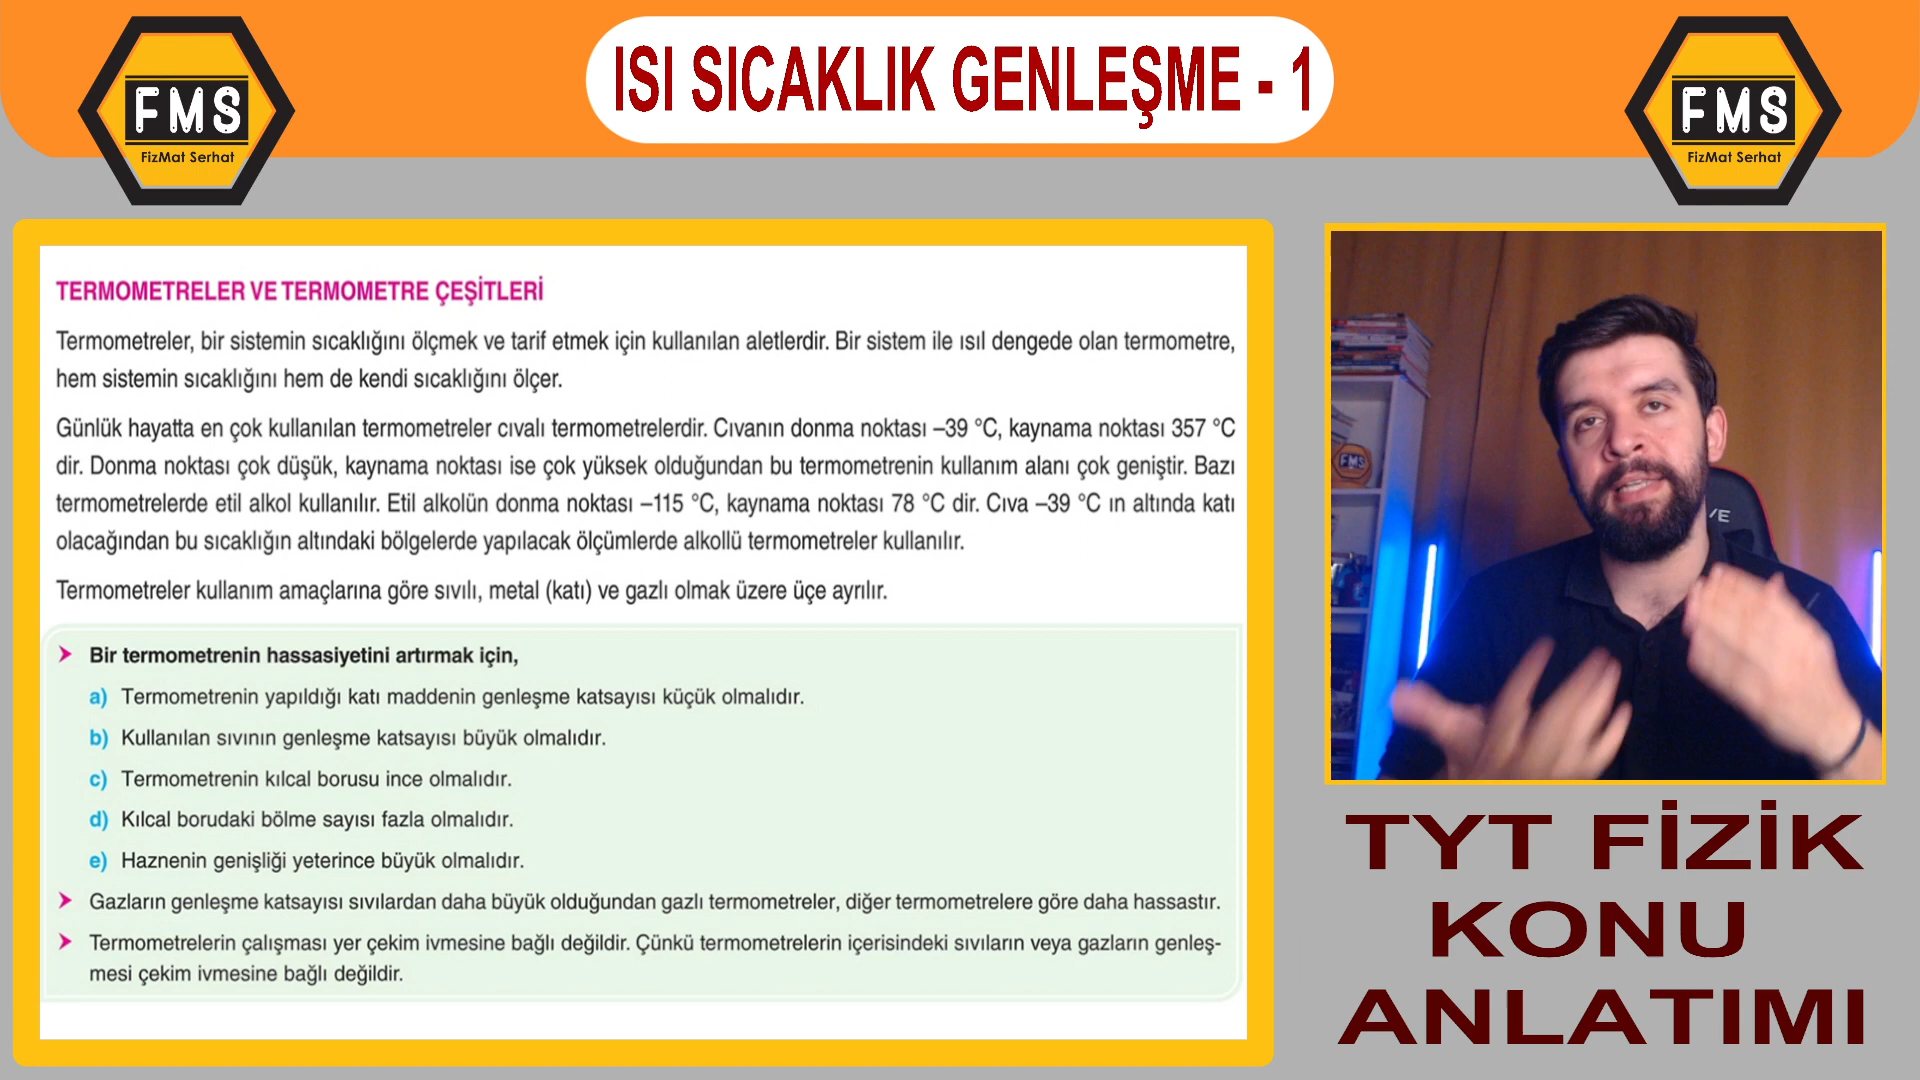 FMS
FizMat Serhat
ISI SICAKLIK GENLEŞME - 1
FMS
FizMat Serhat
TERMOMETRELER VE TERMOMETRE ÇEŞİTLERİ
Termometreler, bir sistemin sıcaklığını ölçmek ve tarif etmek için kullanılan aletlerdir. Bir sistem ile ısıl dengede olan termometre,
hem sistemin sıcaklığını hem de kendi sıcaklığını ölçer.
Günlük hayatta en çok kullanılan termometreler cıvalı termometrelerdir. Cıvanın donma noktası –39 °C, kaynama noktası 357 °C
dir. Donma noktası çok düşük, kaynama noktası ise çok yüksek olduğundan bu termometrenin kullanım alanı çok geniştir. Bazı
termometrelerde etil alkol kullanılır. Etil alkolün donma noktası –115 °C, kaynama noktası 78 °C dir. Cıva –39 °C ın altında katı
olacağından bu sıcaklığın altındaki bölgelerde yapılacak ölçümlerde alkollü termometreler kullanılır.
Termometreler kullanım amaçlarına göre sıvılı, metal (katı) ve gazlı olmak üzere üçe ayrılır.
➤ Bir termometrenin hassasiyetini artırmak için,
a) Termometrenin yapıldığı katı maddenin genleşme katsayısı küçük olmalıdır.
b) Kullanılan sıvının genleşme katsayısı büyük olmalıdır.
c) Termometrenin kılcal borusu ince olmalıdır.
d) Kılcal borudaki bölme sayısı fazla olmalıdır.
e) Haznenin genişliği yeterince büyük olmalıdır.
➤ Gazların genleşme katsayısı sıvılardan daha büyük olduğundan gazlı termometreler, diğer termometrelere göre daha hassastır.
➤ Termometrelerin çalışması yer çekim ivmesine bağlı değildir. Çünkü termometrelerin içerisindeki sıvıların veya gazların genleş-
mesi çekim ivmesine bağlı değildir.
FMS
TYT FİZİK
KONU
ANLATIMI